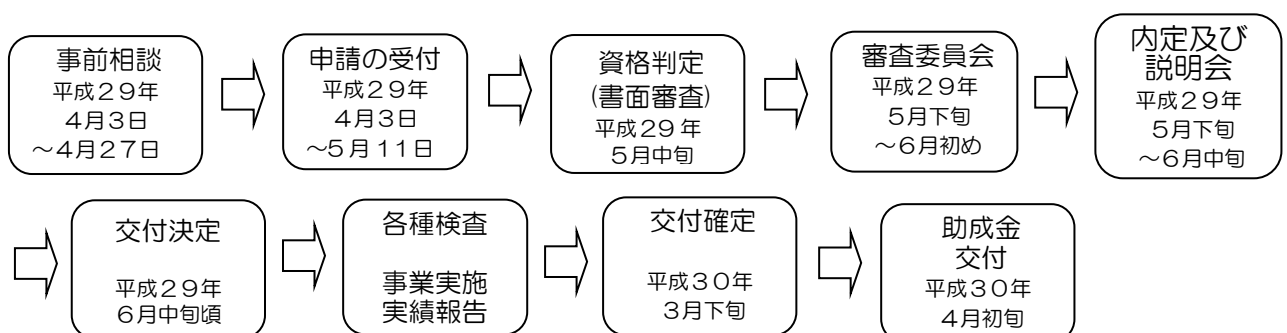 事前相談
平成29年
4月3日
~4月27日
申請の受付
平成29年
4月3日
~5月11日
資格判定
(書面審査)
平成29年
5月中旬
審査委員会
平成29年
5月下旬
~6月初め
内定及び
説明会
平成29年
5月下旬
~6月中旬
交付決定
平成29年
6月中旬頃
各種検査
事業実施
実績報告
交付確定
平成30年
3月下旬
助成金
交付
平成30年
4月初旬